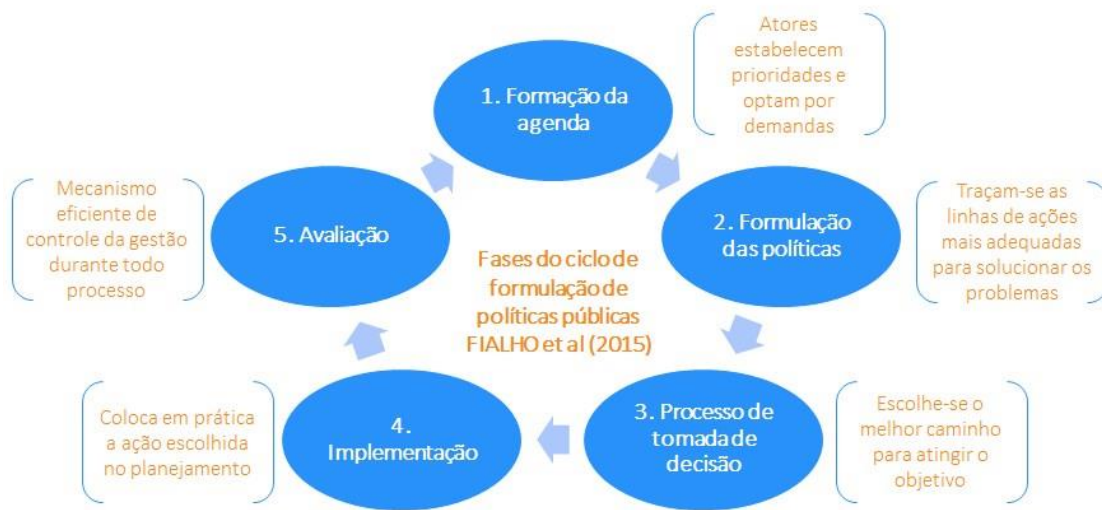 1. Formação da
agenda
Atores
estabelecem
prioridades e
optam por
demandas
2. Formulação
das políticas
Traçam-se as
linhas de ações
mais adequadas
para solucionar os
problemas
3. Processo de
tomada de
decisão
Escolhe-se o
melhor caminho
para atingir o
objetivo
4.
Implementação
Coloca em prática
a ação escolhida
no planejamento
5. Avaliação
Mecanismo
eficiente de
controle da gestão
durante todo
processo
Fases do ciclo de
formulação de
políticas públicas
FIALHO et al (2015)